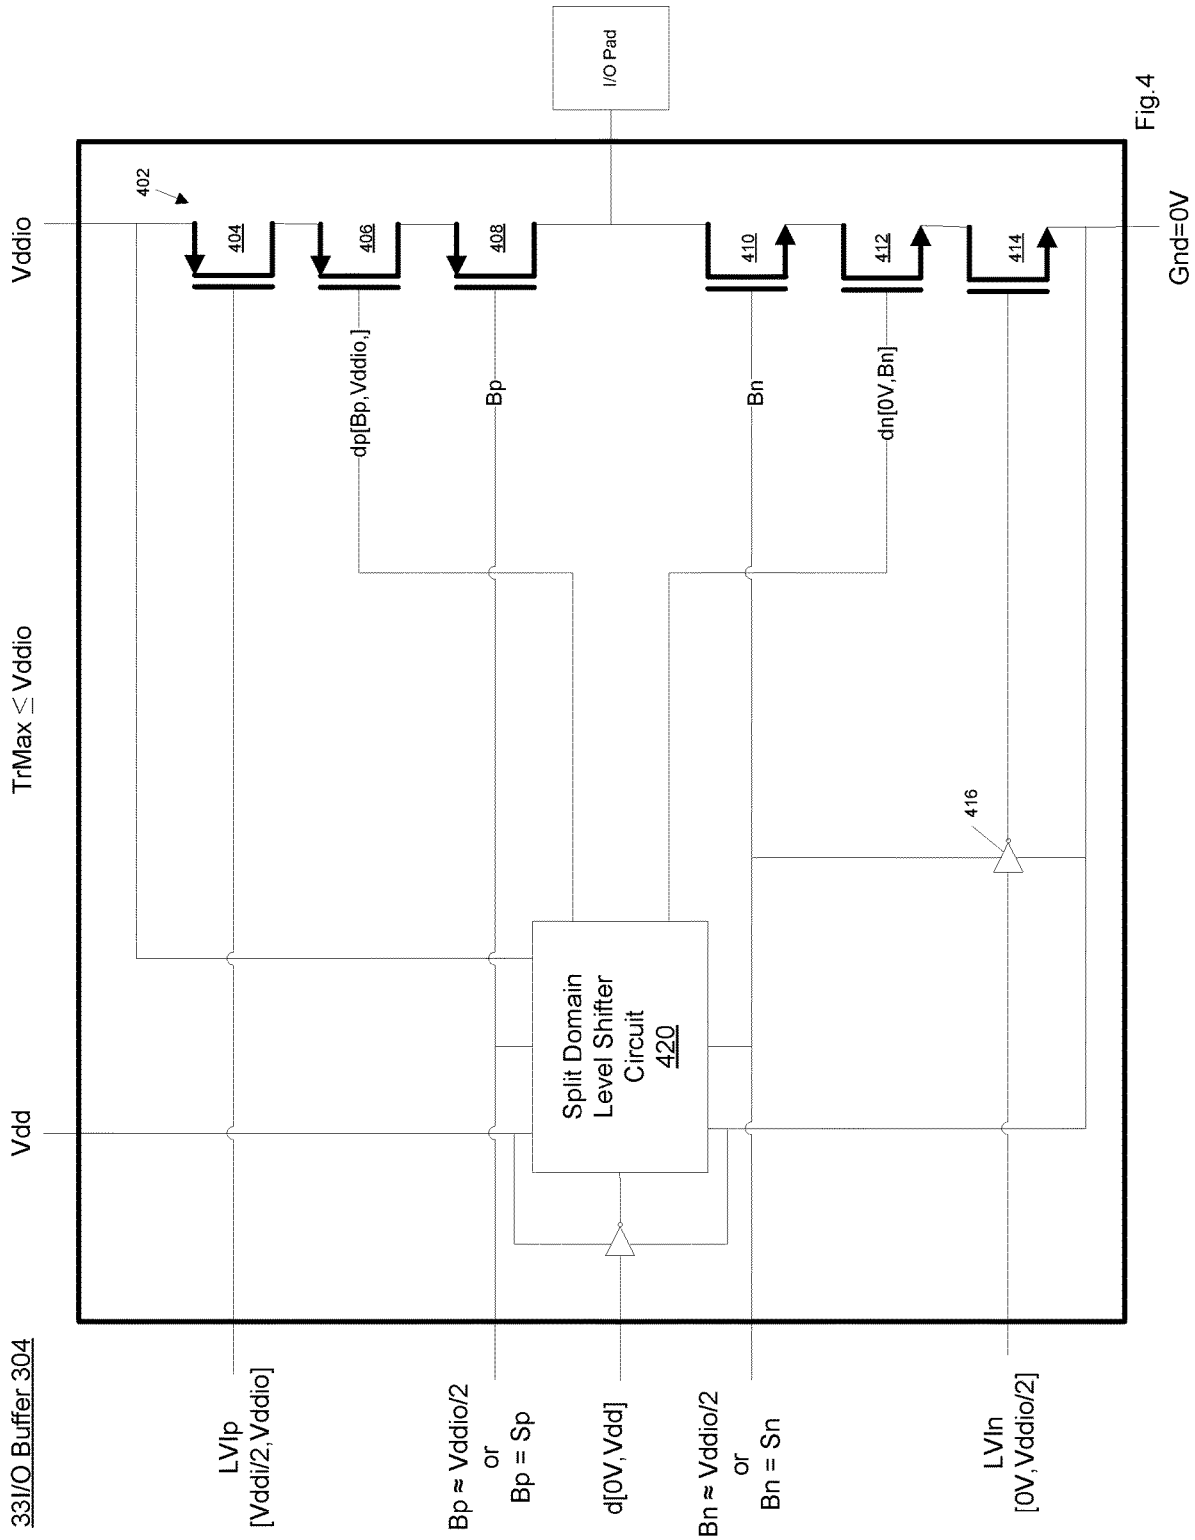 33I/O Buffer 304
Vdd
TrMax ≤ Vddio
Vddio
LVIp
[Vddi/2,Vddio]
402
404
406
408
dp[Bp,Vddio,]
Bp ≈ Vddio/2
or
Bp = Sp
Bp
d[0V,Vdd]
Split Domain
Level Shifter
Circuit
420
I/O Pad
Bn ≈ Vddio/2
or
Bn = Sn
Bn
410
dn[0V,Bn]
412
LVIn
[0V,Vddio/2]
416
414
Gnd=0V
Fig.4